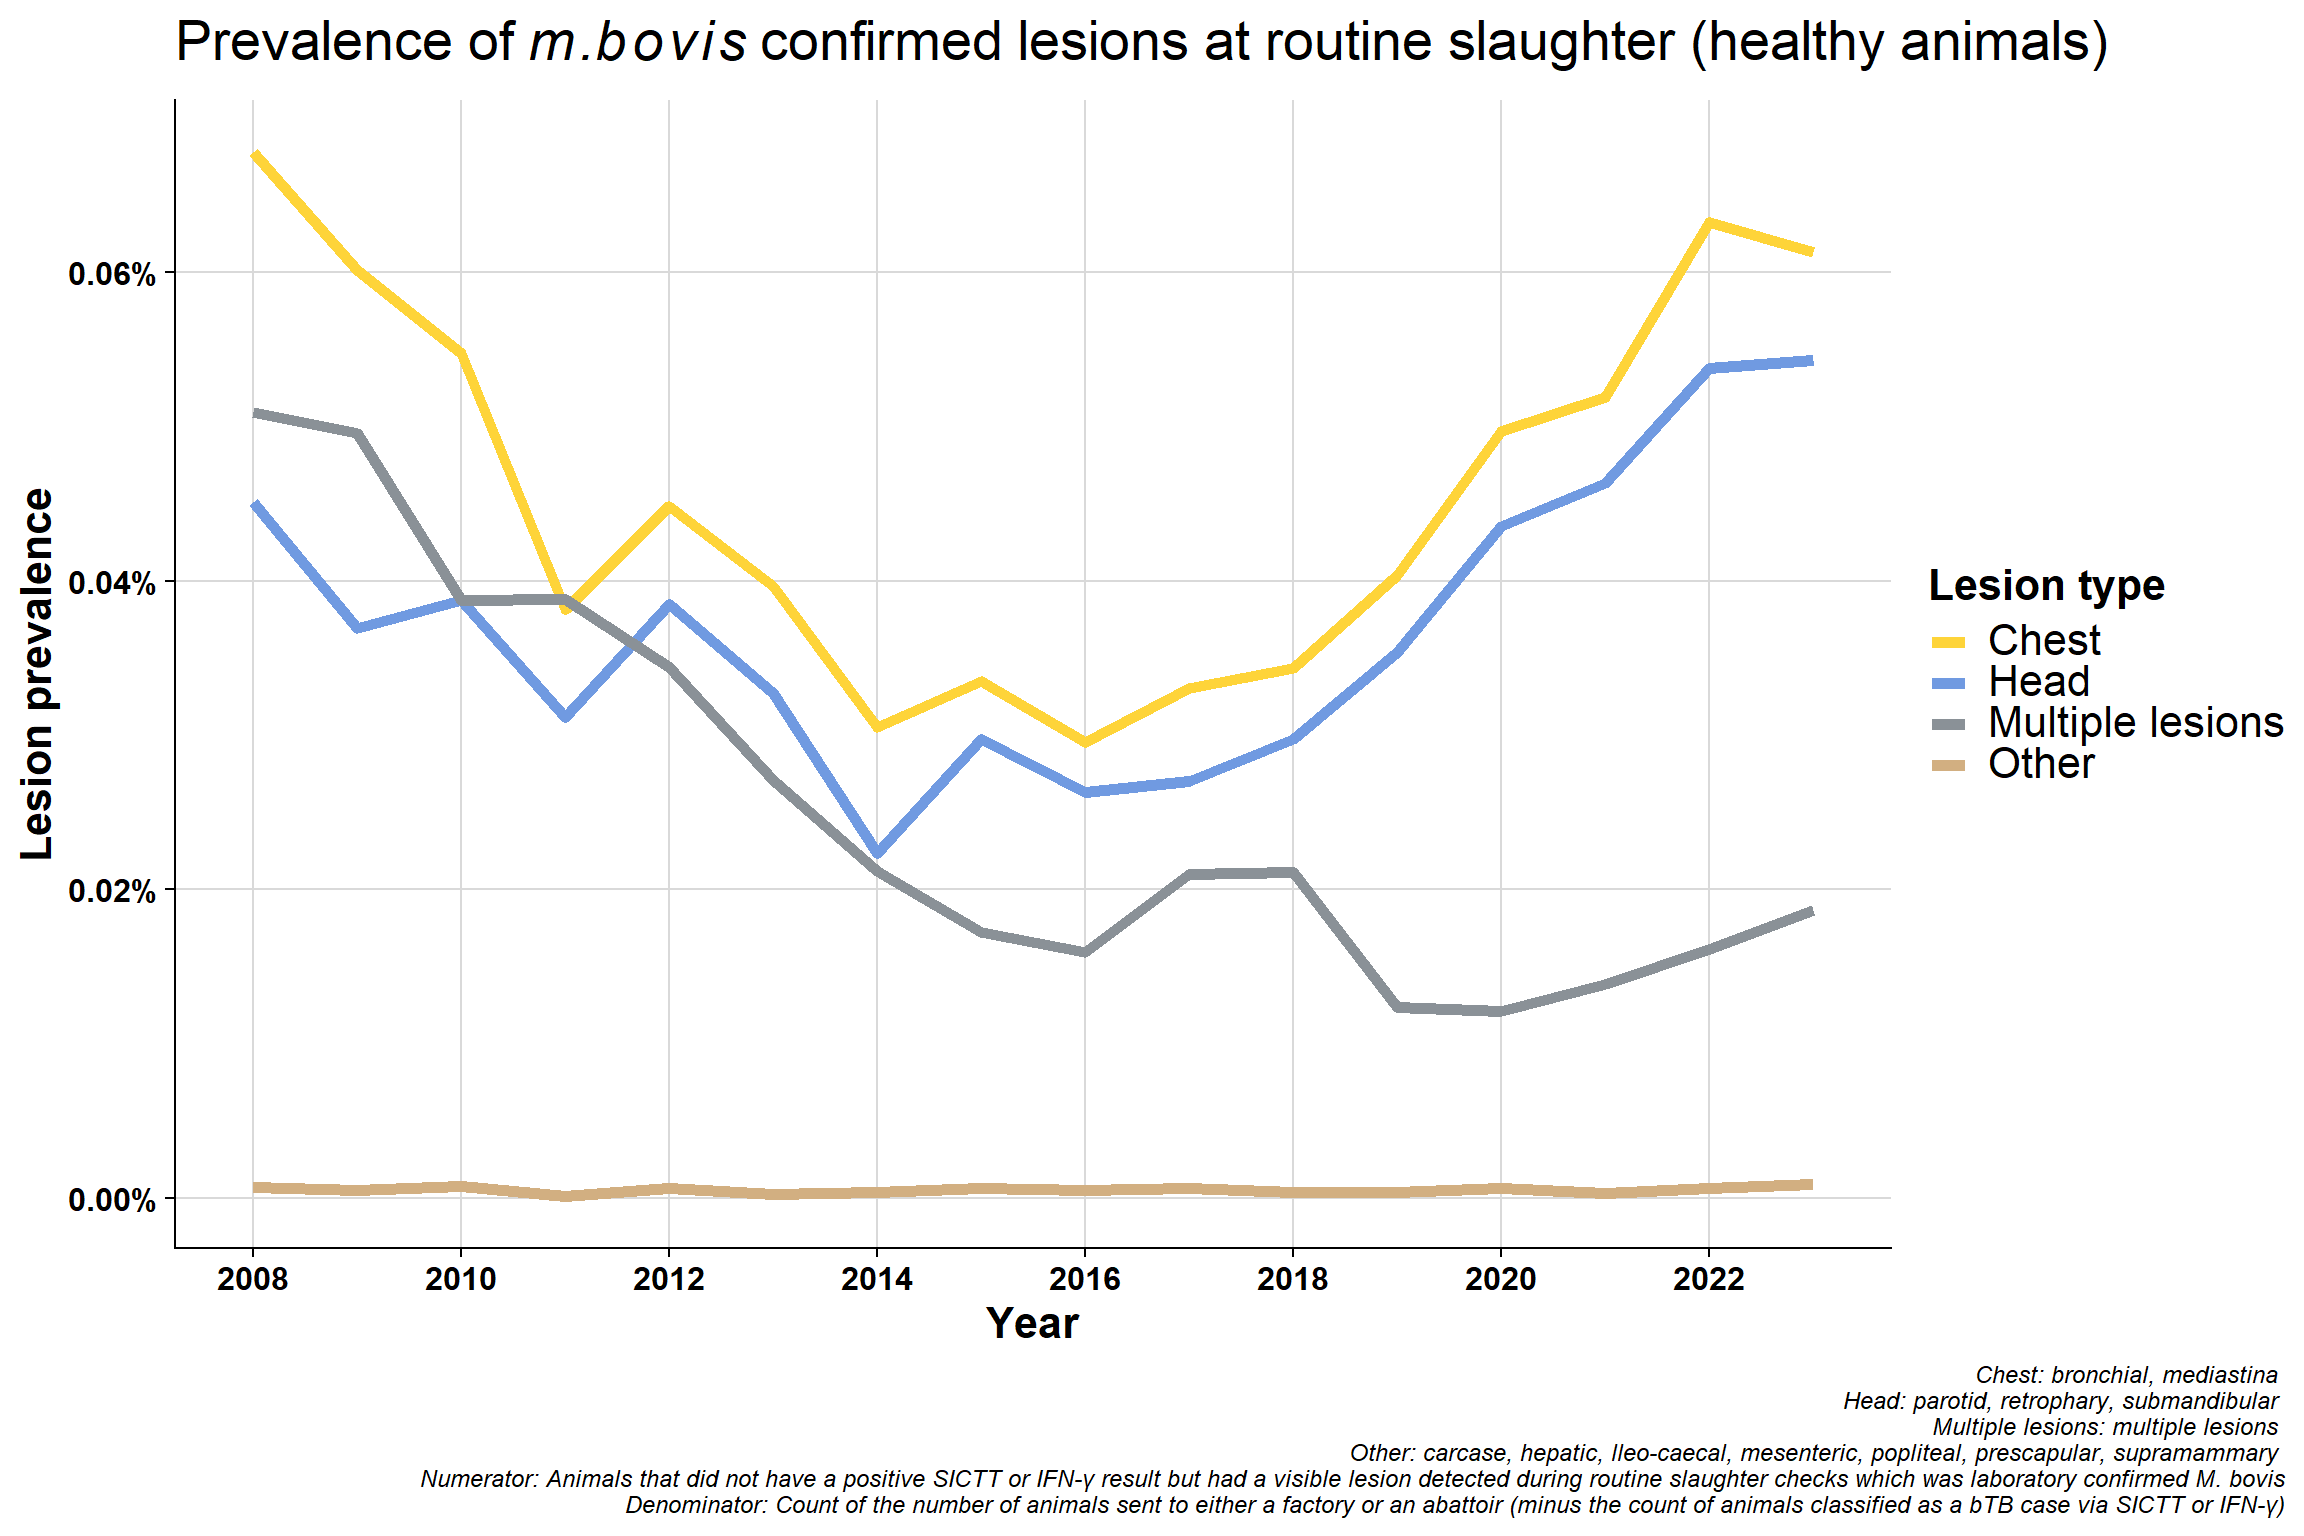 Prevalence of m.bovis confirmed lesions at routine slaughter (healthy animals)
Lesion prevalence
0.06%
0.04%
0.02%
0.00%
2008 2010 2012 2014 2016 2018 2020 2022
Year
Lesion type
Chest
Head
Multiple lesions
Other
Chest: bronchial, mediastina
Head: parotid, retrophary, submandibular
Multiple lesions: multiple lesions
Other: carcase, hepatic, Ileo-caecal, mesenteric, popliteal, prescapular, supramammary
Numerator: Animals that did not have a positive SICTT or IFN-γ result but had a visible lesion detected during routine slaughter checks which was laboratory confirmed M. bovis
Denominator: Count of the number of animals sent to either a factory or an abattoir (minus the count of animals classified as a bTB case via SICTT or IFN-γ)